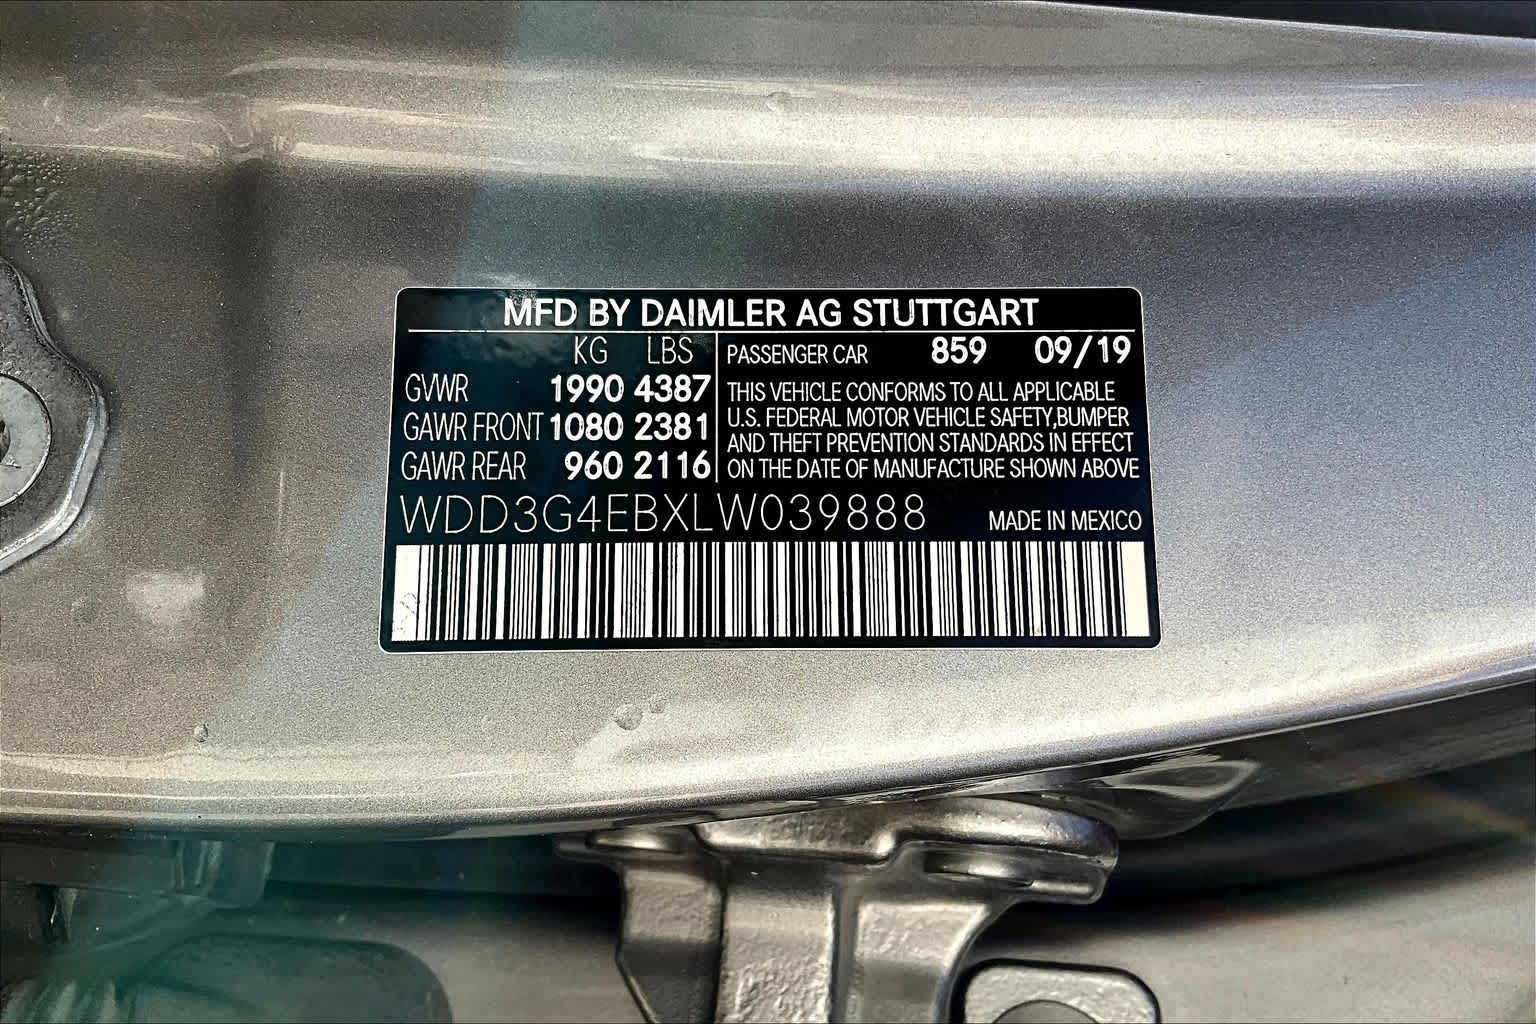 MFD BY DAIMLER AG STUTTGART
KG LBS
GVWR 1990 4387
GAWR FRONT 1080 2381
GAWR REAR 960 2116
PASSENGER CAR 859 09/19
THIS VEHICLE CONFORMS TO ALL APPLICABLE
U.S. FEDERAL MOTOR VEHICLE SAFETY,BUMPER
AND THEFT PREVENTION STANDARDS IN EFFECT
ON THE DATE OF MANUFACTURE SHOWN ABOVE
WDD3G4EBXLW039888
MADE IN MEXICO